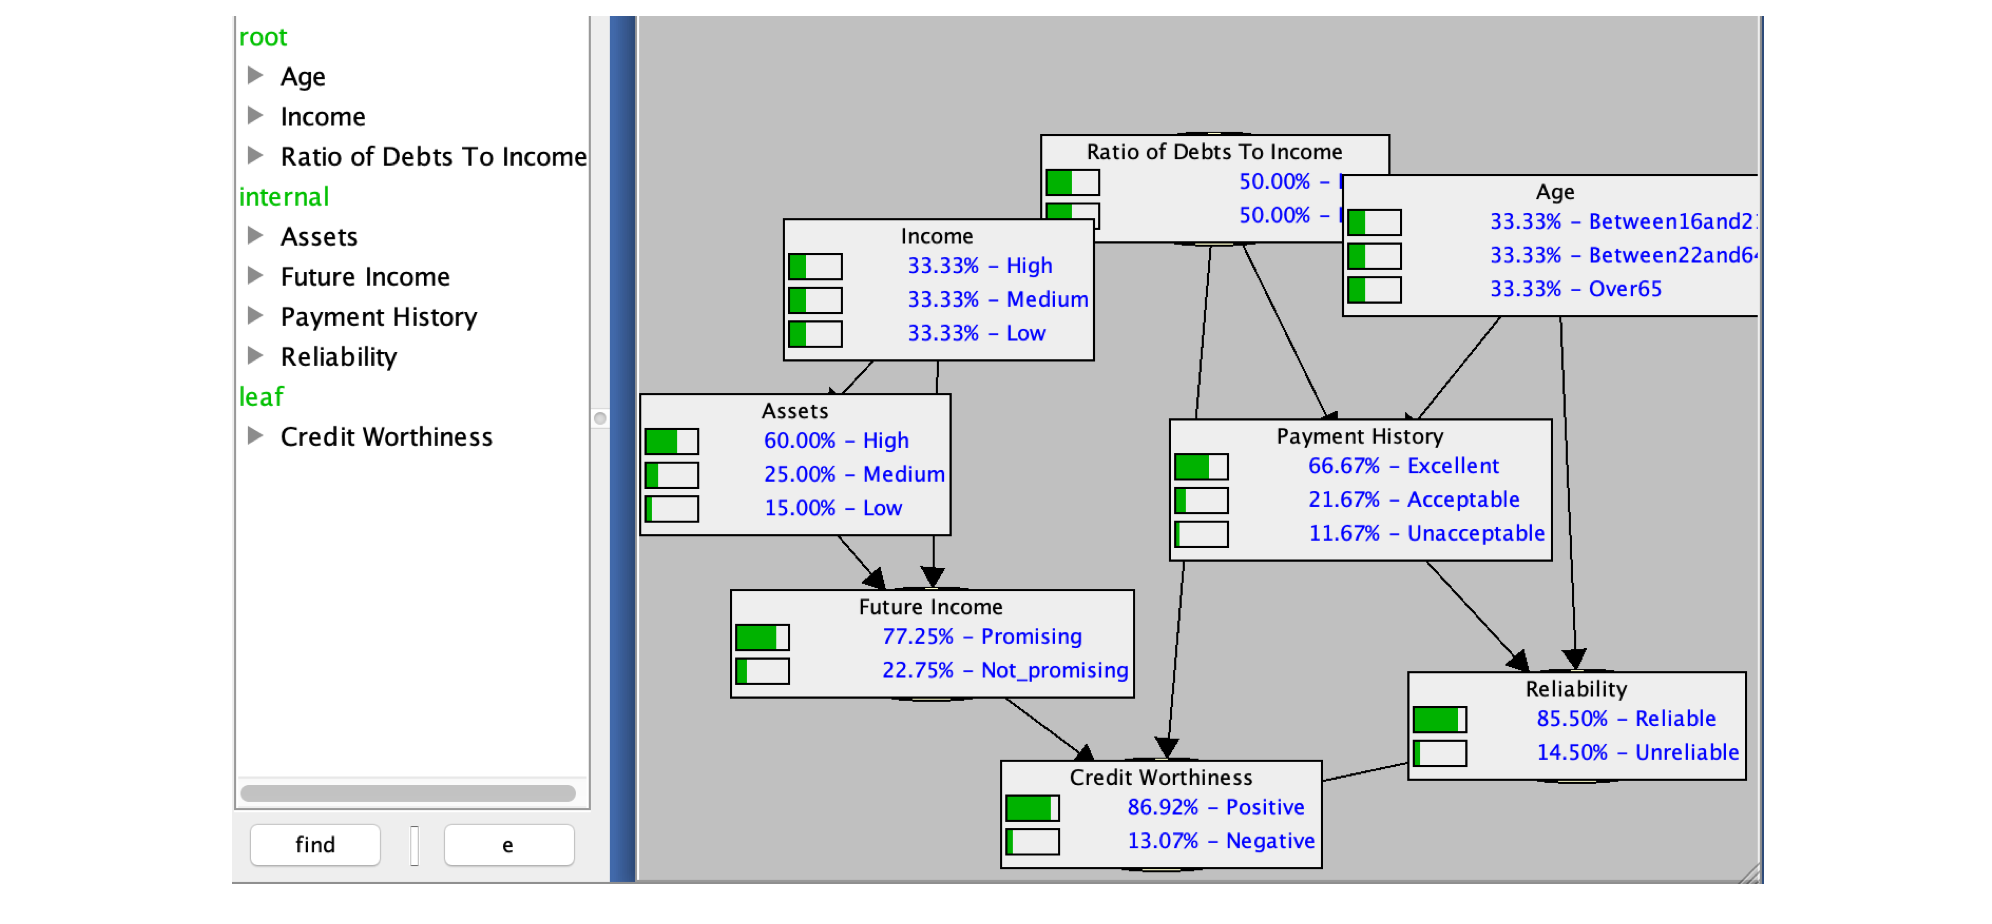 root
Age
Income
Ratio of Debts To Income
internal
Assets
Future Income
Payment History
Reliability
leaf
Credit Worthiness
find
e
Ratio of Debts To Income
50.00% –
50.00% –
Age
33.33% – Between16and2
33.33% – Between22and6
33.33% – Over65
Income
33.33% – High
33.33% – Medium
33.33% – Low
Assets
60.00% – High
25.00% – Medium
15.00% – Low
Payment History
66.67% – Excellent
21.67% – Acceptable
11.67% – Unacceptable
Future Income
77.25% – Promising
22.75% – Not_promising
Reliability
85.50% – Reliable
14.50% – Unreliable
Credit Worthiness
86.92% – Positive
13.07% – Negative